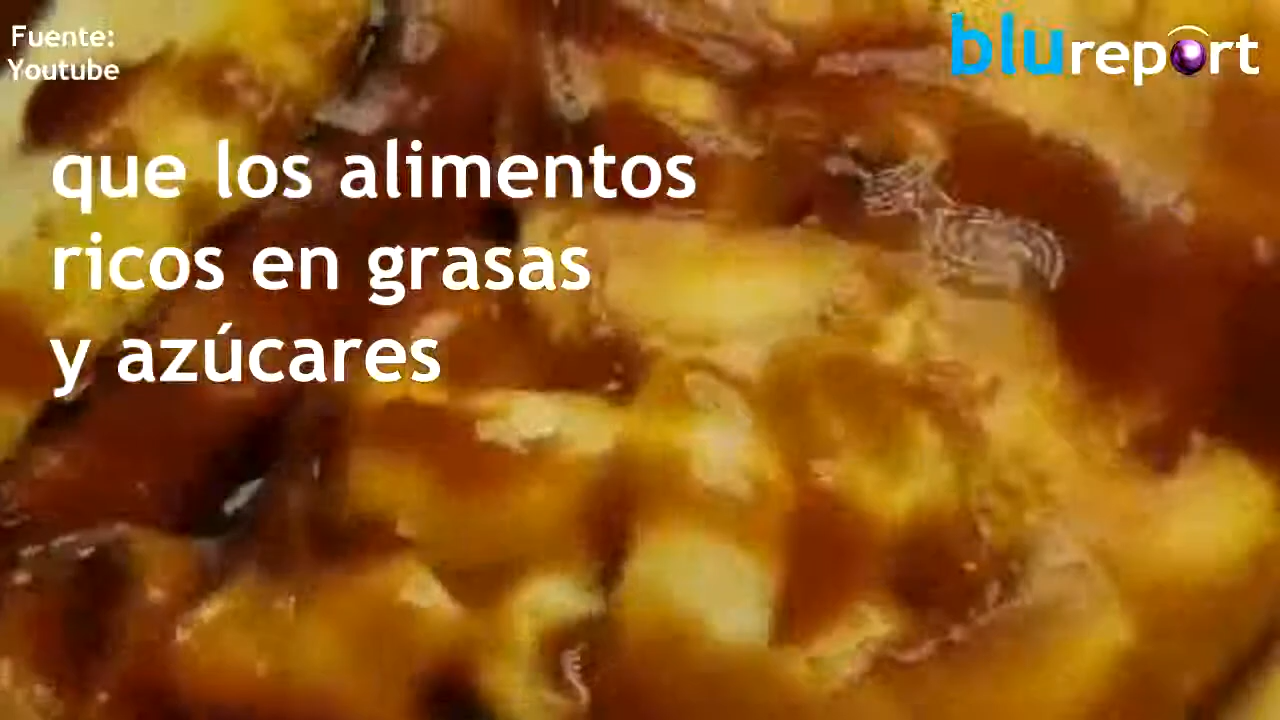 Fuente:
Youtube
blureport
que los alimentos
ricos en grasas
y azúcares